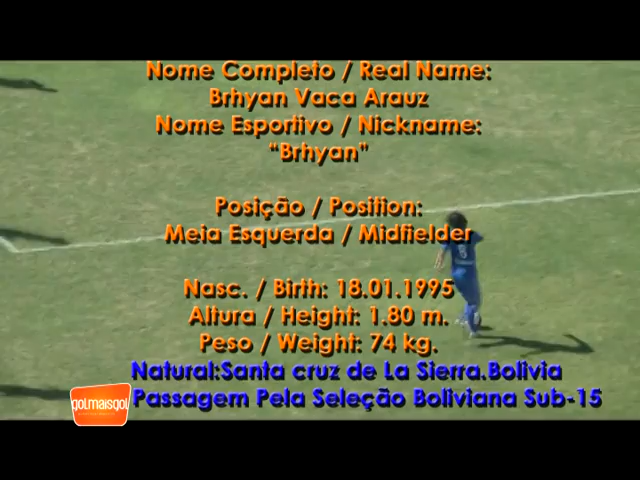 Nome Completo / Real Name:
Brhyan Vaca Arauz
Nome Esportivo / Nickname:
"Brhyan"
Posição / Position:
Meia Esquerda / Midfielder
Nasc. / Birth: 18.01.1995
Altura / Height: 1.80 m.
Peso / Weight: 74 kg.
Natural:Santa cruz de La Sierra.Bolivia
Passagem Pela Seleção Boliviana Sub-15
golmaisgol